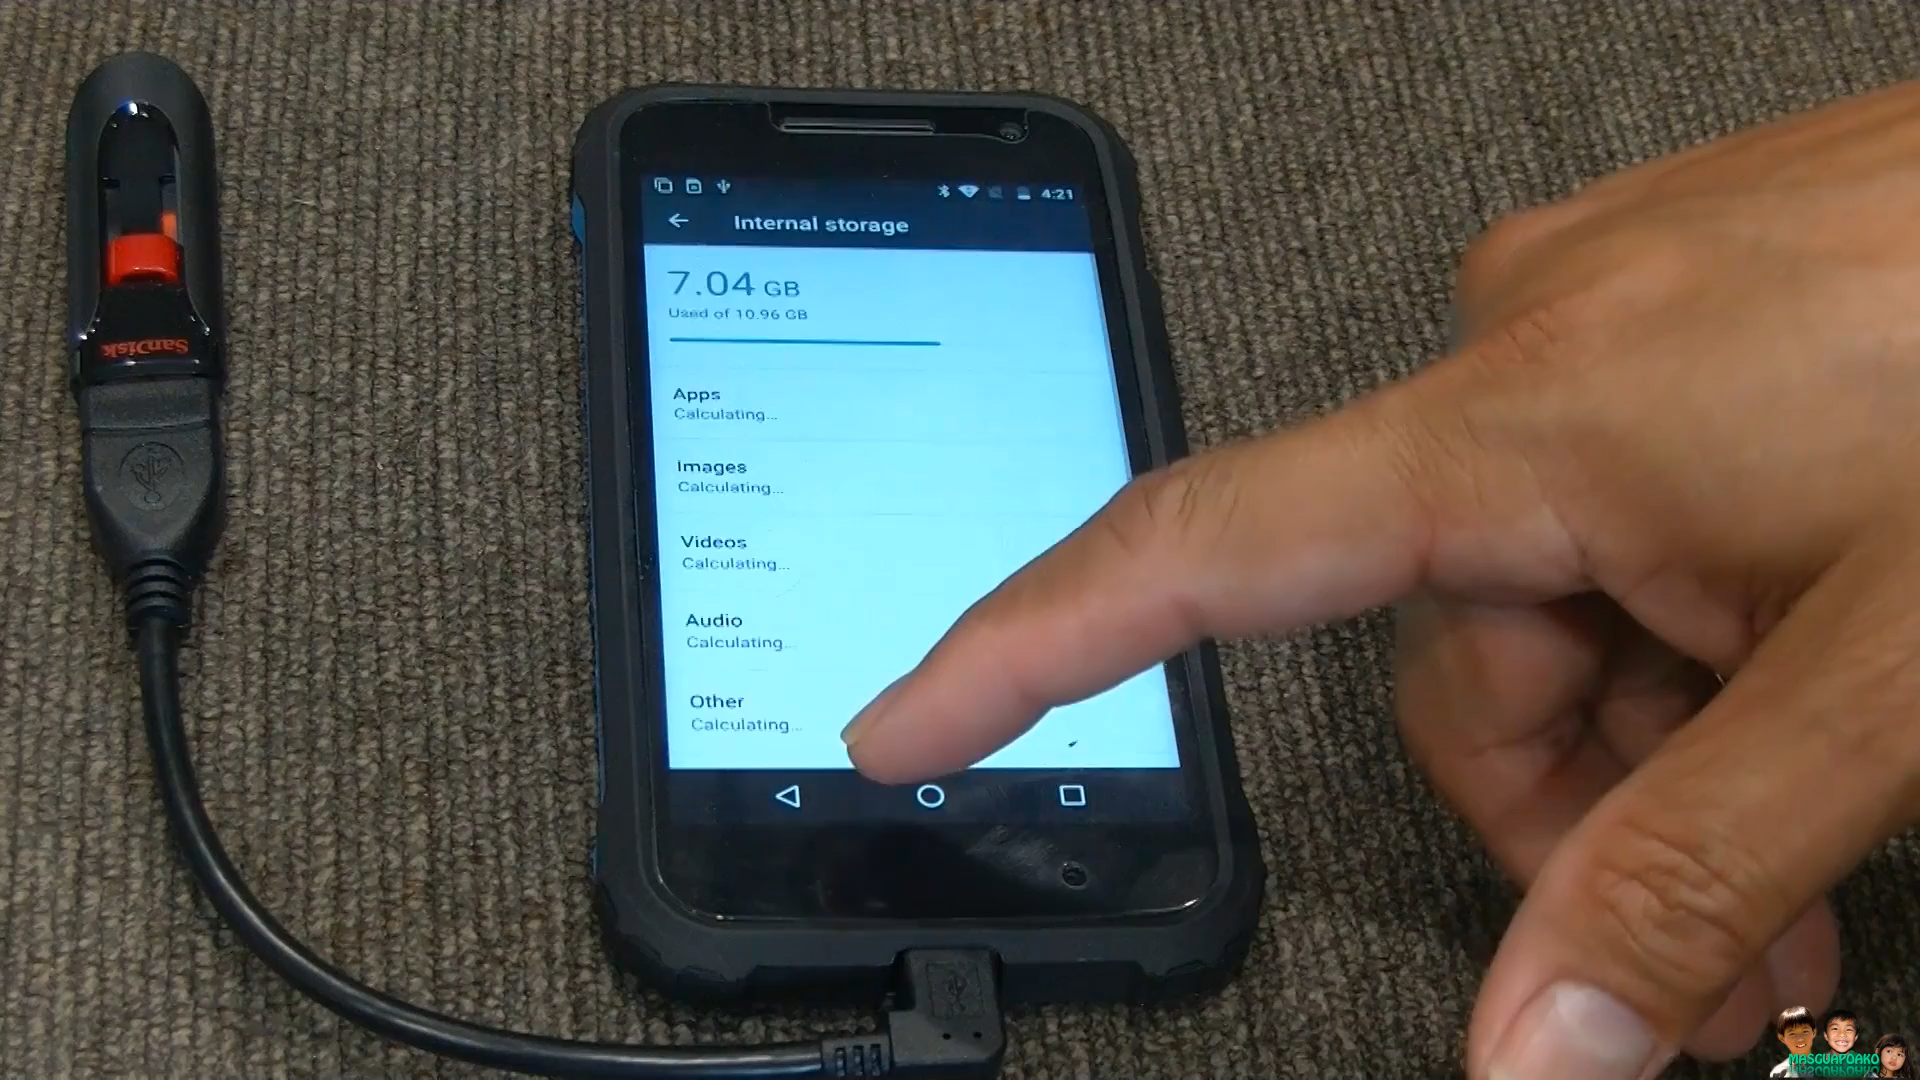 4:21
Internal storage
7.04 GB
Used of 10.96 GB
Apps
Calculating...
Images
Calculating...
Videos
Calculating...
Audio
Calculating...
Other
Calculating...
SanDisk
MASGUAPOAKO